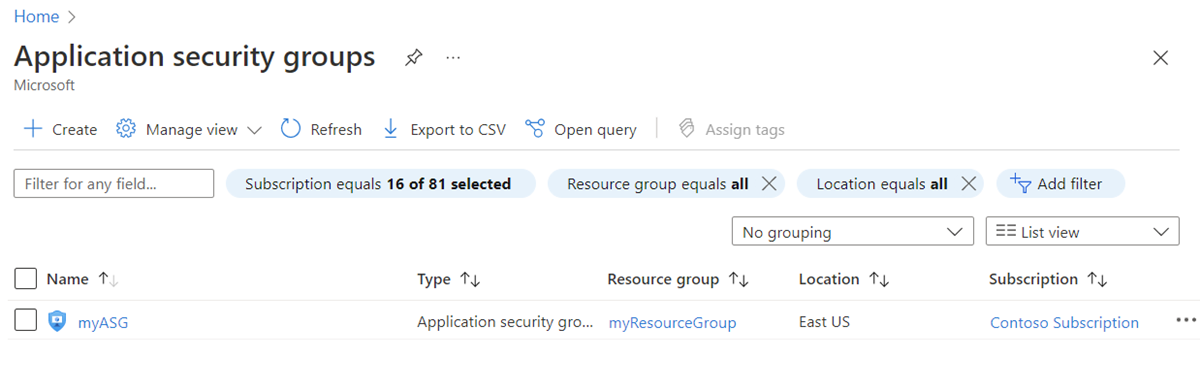 Home
Application security groups ...
Microsoft
Create Manage view Refresh Export to CSV Open query Assign tags
Filter for any field... Subscription equals 16 of 81 selected Resource group equals all Location equals all Add filter
No grouping List view
Name Type Resource group Location Subscription
myASG Application security gro... myResourceGroup East US Contoso Subscription ...